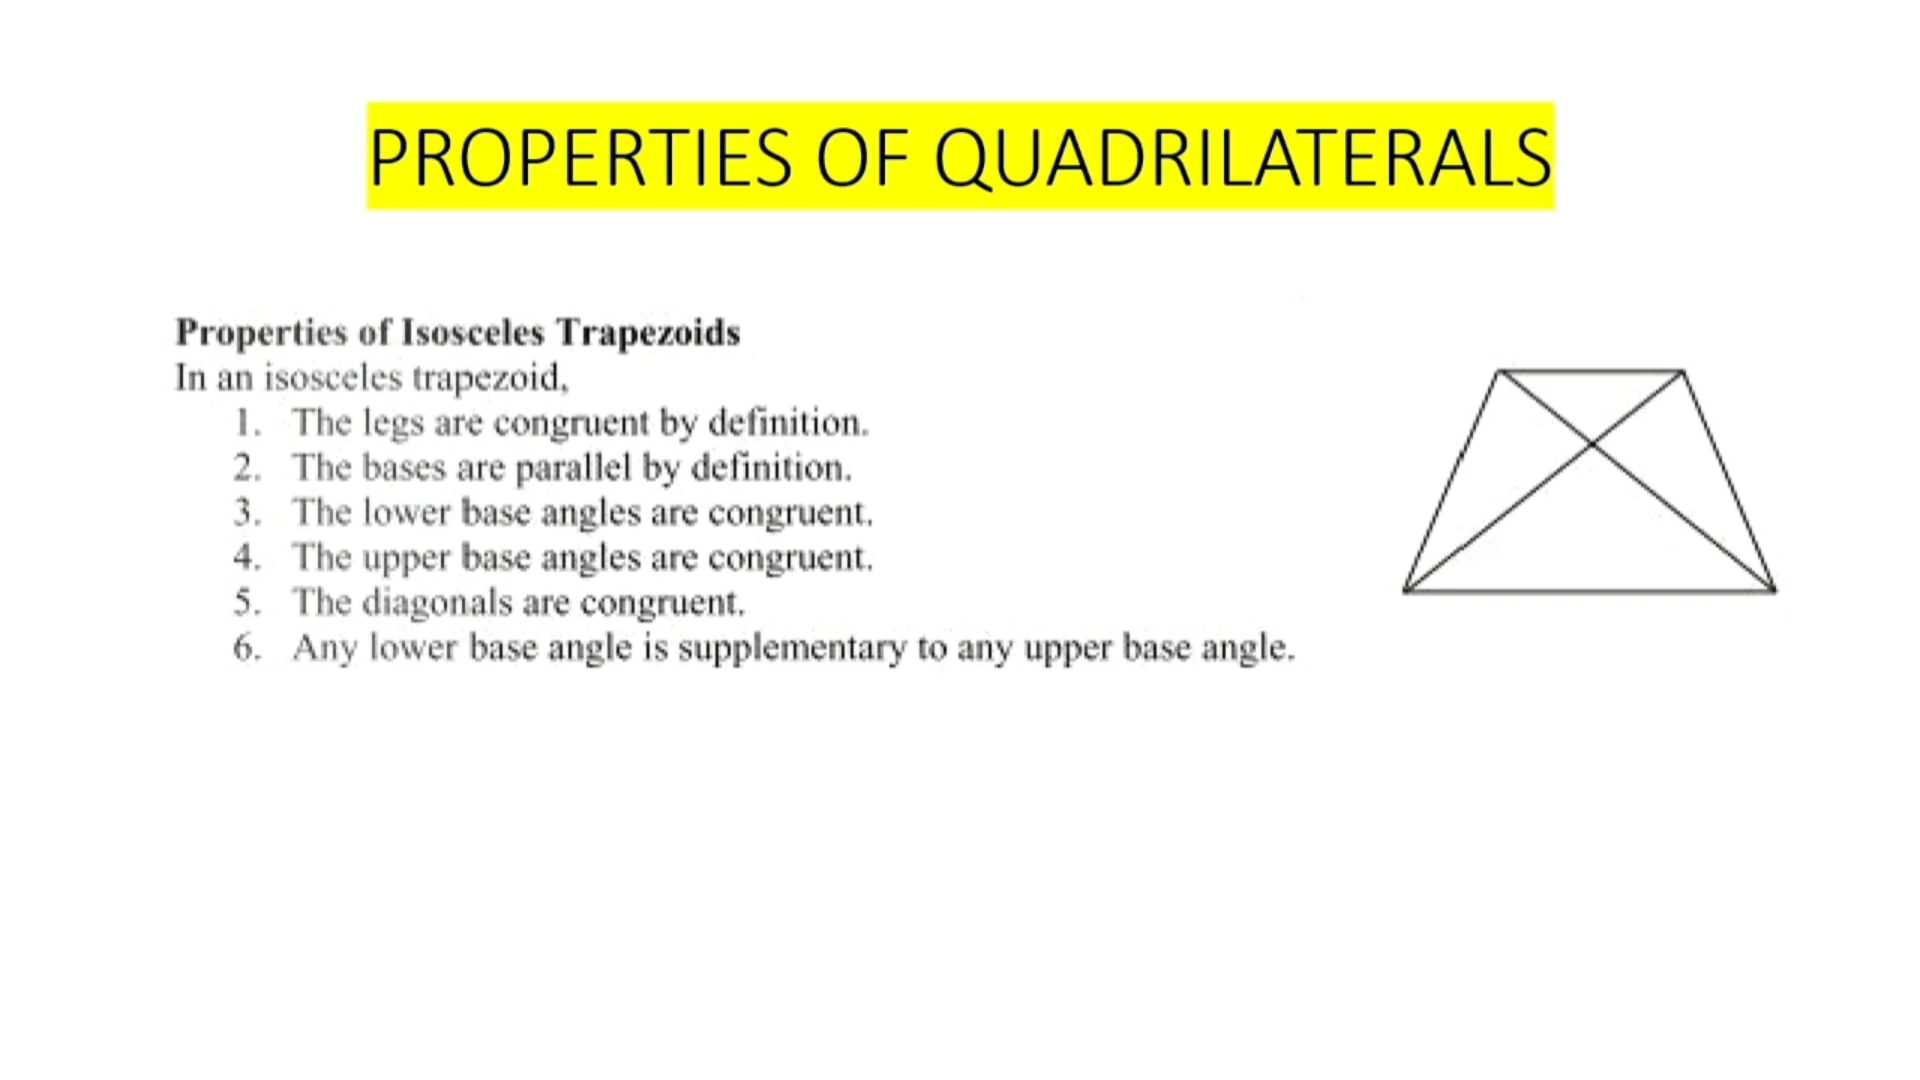 PROPERTIES OF QUADRILATERALS
Properties of Isosceles Trapezoids
In an isosceles trapezoid,
1. The legs are congruent by definition.
2. The bases are parallel by definition.
3. The lower base angles are congruent.
4. The upper base angles are congruent.
5. The diagonals are congruent.
6. Any lower base angle is supplementary to any upper base angle.